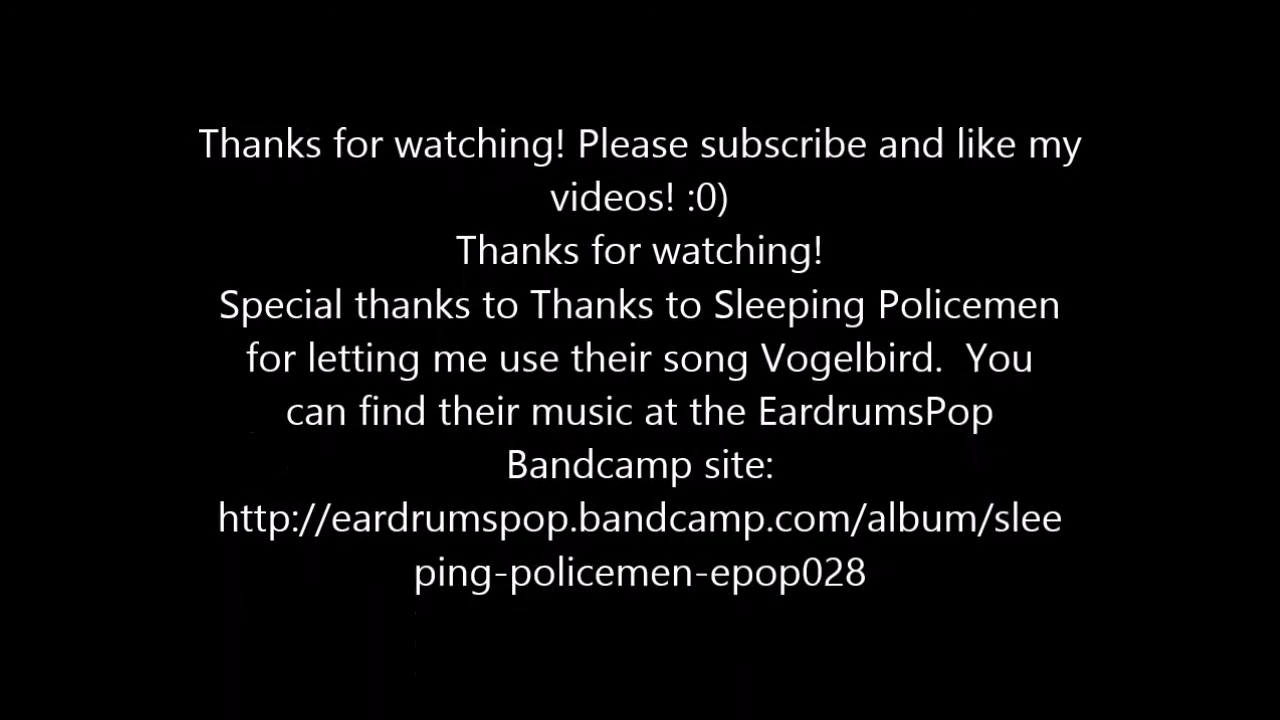 Thanks for watching! Please subscribe and like my
videos! :0)
Thanks for watching!
Special thanks to Thanks to Sleeping Policemen
for letting me use their song Vogelbird.  You
can find their music at the EardrumsPop
Bandcamp site:
http://eardrumspop.bandcamp.com/album/slee
ping-policemen-epop028